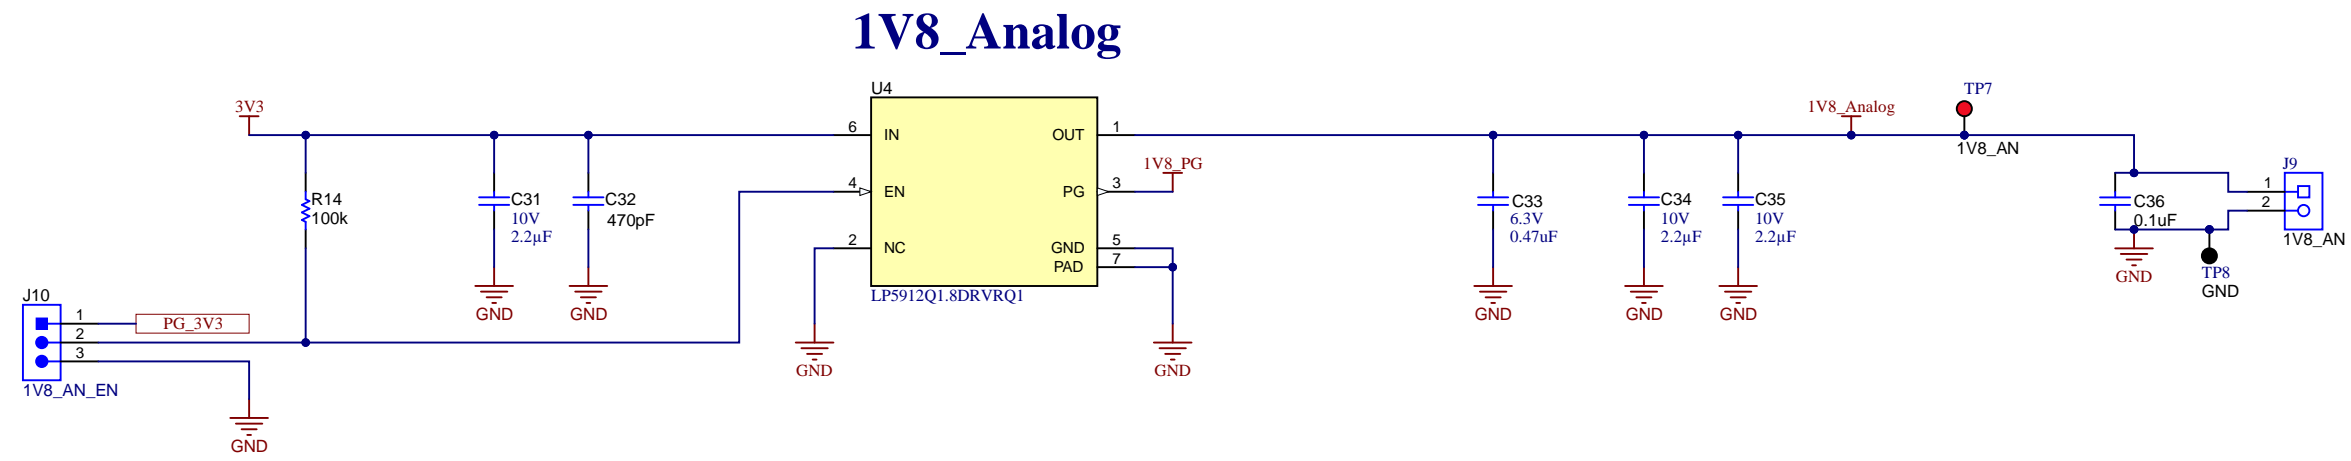 1V8_Analog
3V3
R14
100k
C31
10V
2.2µF
GND
C32
470pF
GND
U4
6
IN
4
EN
2
NC
OUT
1
PG
3
GND
5
PAD
7
LP5912Q1.8DRVRQ1
GND
1V8_PG
GND
J10
1
PG_3V3
2
3
1V8_AN_EN
GND
C33
6.3V
0.47uF
GND
C34
10V
2.2µF
GND
C35
10V
2.2µF
GND
1V8_Analog
TP7
1V8_AN
C36
0.1uF
GND
TP8
GND
J9
1
2
1V8_AN